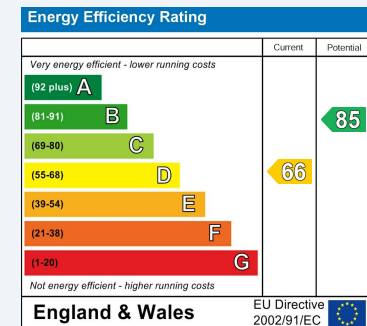 Energy Efficiency Rating
Current Potential
Very energy efficient - lower running costs
(92 plus) A
(81-91) B
85
(69-80) C
(55-68) D
66
(39-54) E
(21-38) F
(1-20) G
Not energy efficient - higher running costs
England & Wales
EU Directive
2002/91/EC